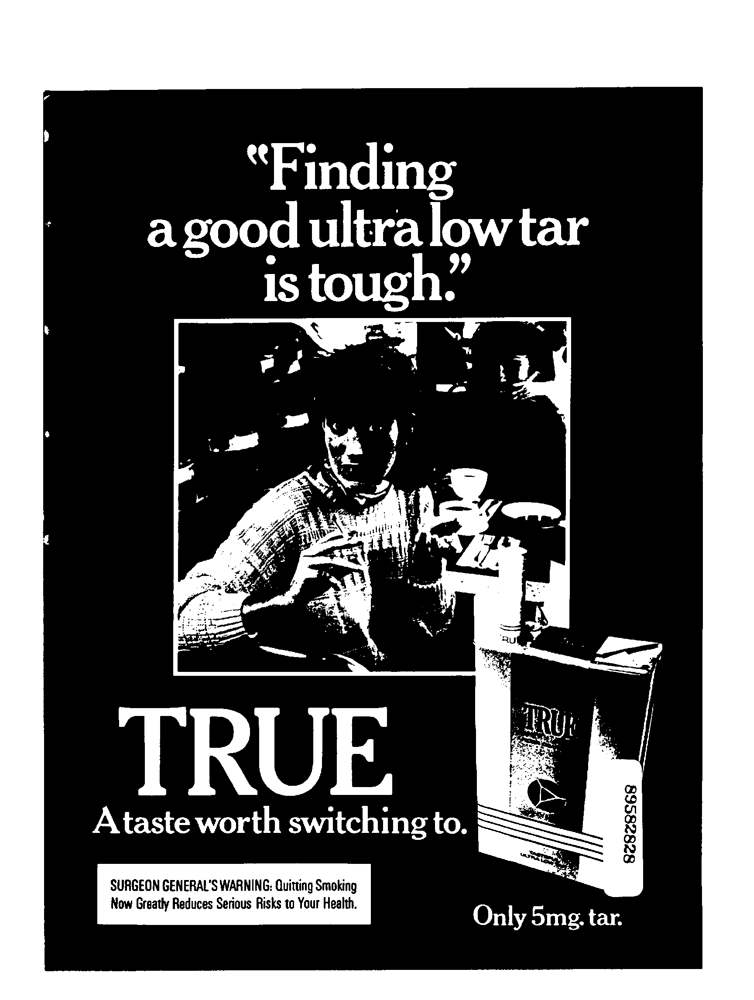 “Finding
a good ultra low tar
is tough.”
TRUE
TRUE
A taste worth switching to.
89582828
SURGEON GENERAL'S WARNING: Quitting Smoking
Now Greatly Reduces Serious Risks to Your Health.
Only 5mg. tar.